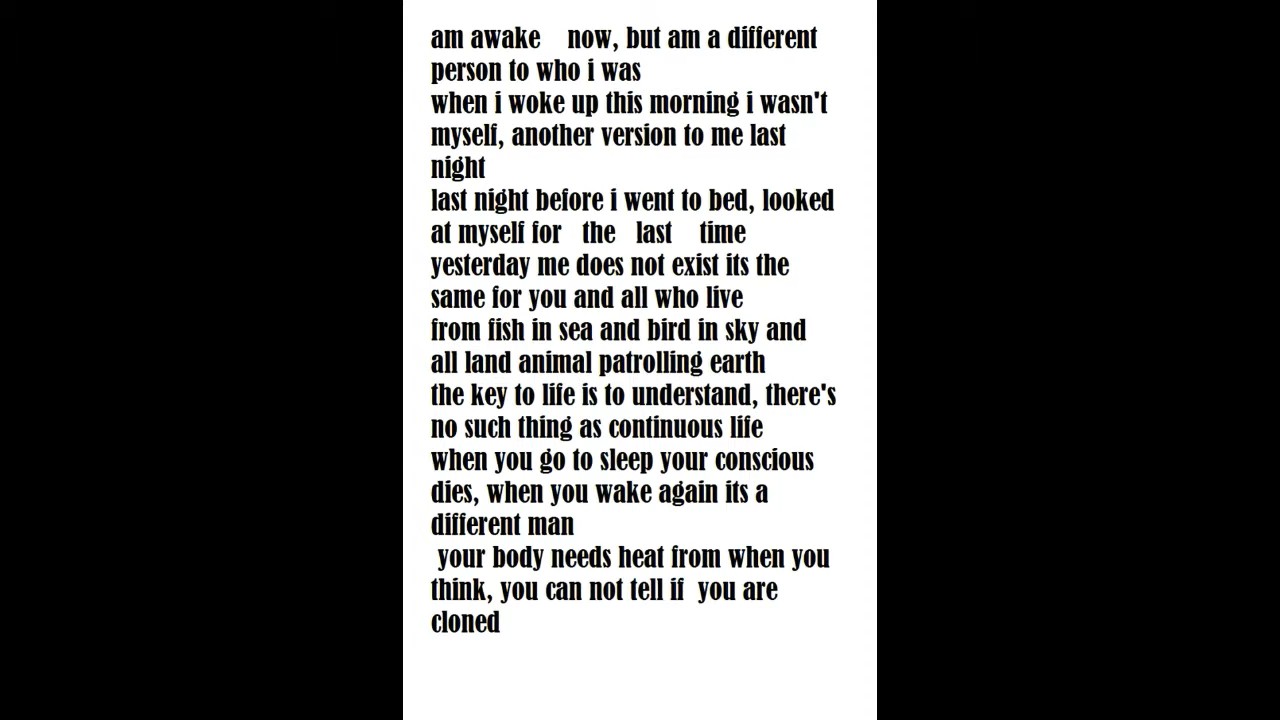 am awake    now, but am a different
person to who i was
when i woke up this morning i wasn't
myself, another version to me last
night
last night before i went to bed, looked
at myself for   the   last    time
yesterday me does not exist its the
same for you and all who live
from fish in sea and bird in sky and
all land animal patrolling earth
the key to life is to understand, there's
no such thing as continuous life
when you go to sleep your conscious
dies, when you wake again its a
different man
 your body needs heat from when you
think, you can not tell if  you are
cloned